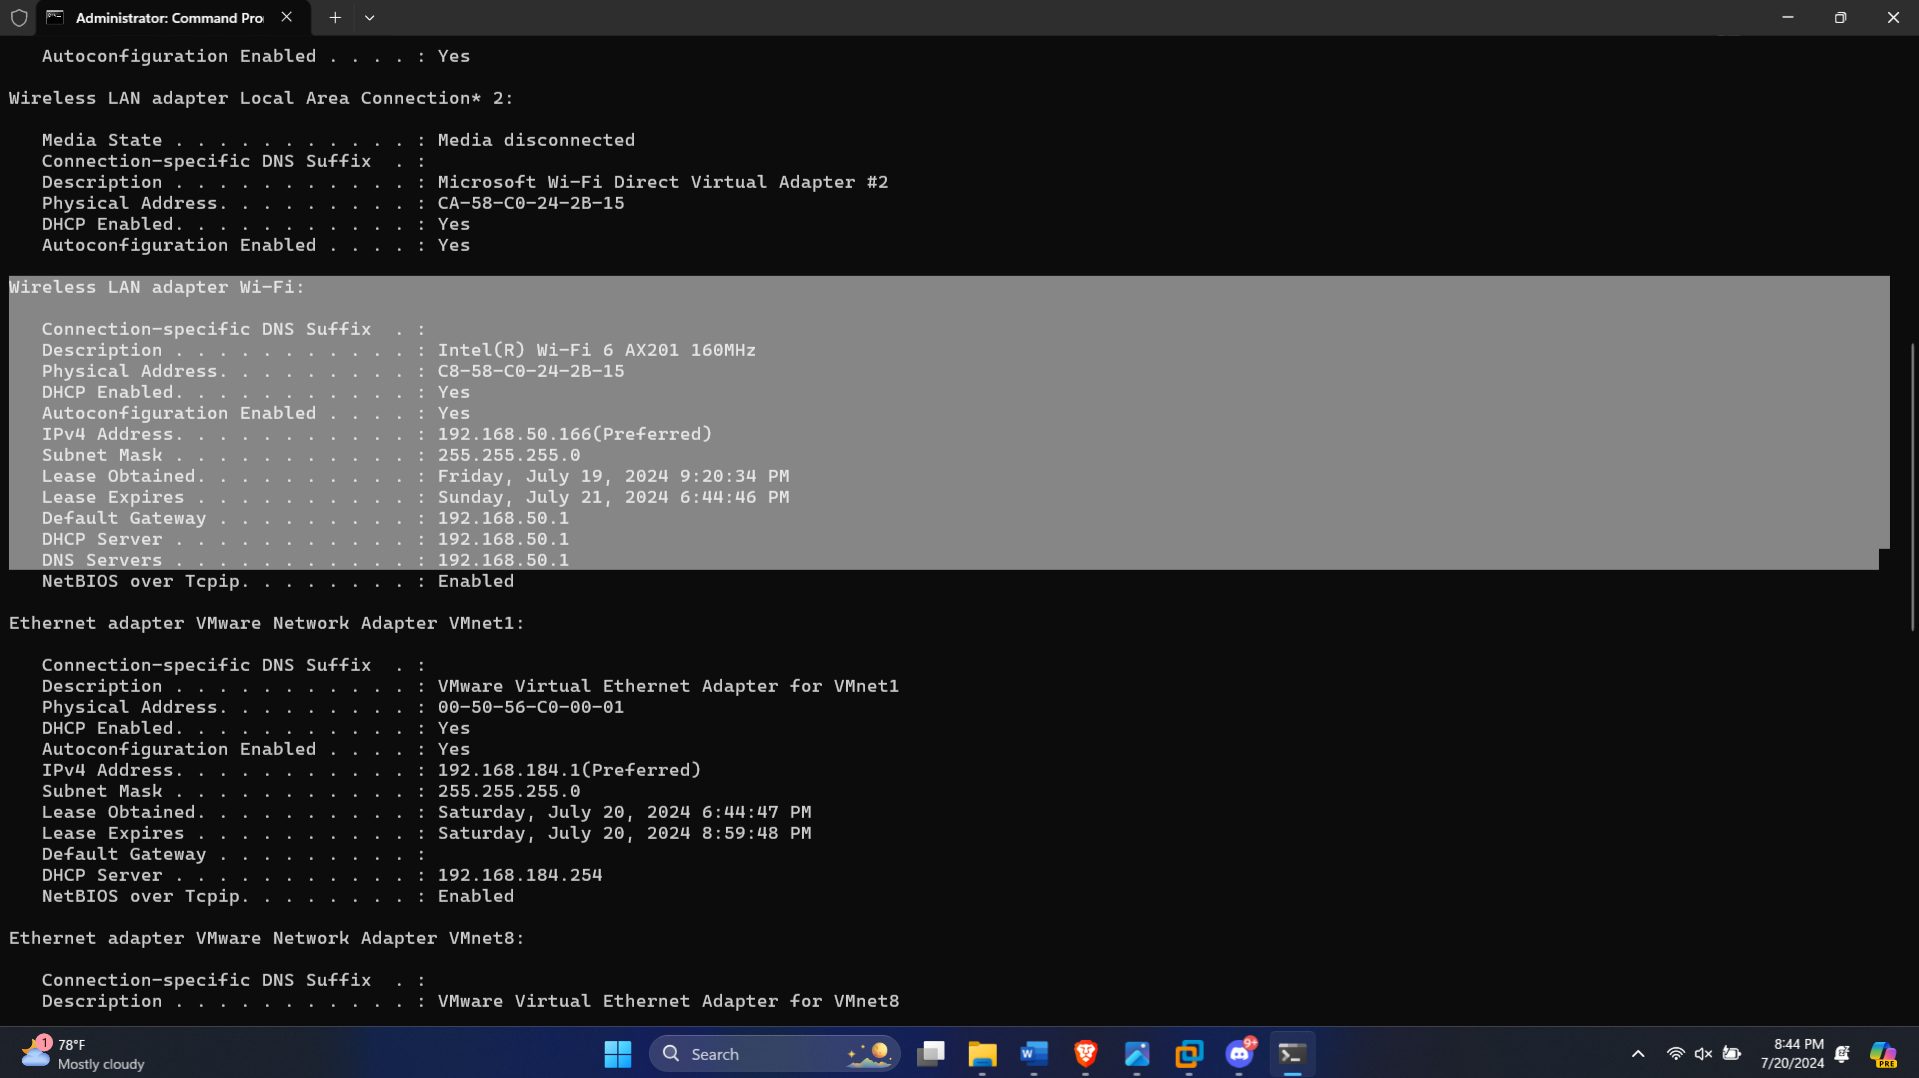 Administrator: Command Pro
Autoconfiguration Enabled . . . . : Yes
Wireless LAN adapter Local Area Connection* 2:
Media State . . . . . . . . . . . : Media disconnected
Connection-specific DNS Suffix  . :
Description . . . . . . . . . . . : Microsoft Wi-Fi Direct Virtual Adapter #2
Physical Address. . . . . . . . . : CA-58-C0-24-2B-15
DHCP Enabled. . . . . . . . . . . : Yes
Autoconfiguration Enabled . . . . : Yes
Wireless LAN adapter Wi-Fi:
Connection-specific DNS Suffix  . :
Description . . . . . . . . . . . : Intel(R) Wi-Fi 6 AX201 160MHz
Physical Address. . . . . . . . . : C8-58-C0-24-2B-15
DHCP Enabled. . . . . . . . . . . : Yes
Autoconfiguration Enabled . . . . : Yes
IPv4 Address. . . . . . . . . . . : 192.168.50.166(Preferred)
Subnet Mask . . . . . . . . . . . : 255.255.255.0
Lease Obtained. . . . . . . . . . : Friday, July 19, 2024 9:20:34 PM
Lease Expires . . . . . . . . . . : Sunday, July 21, 2024 6:44:46 PM
Default Gateway . . . . . . . . . : 192.168.50.1
DHCP Server . . . . . . . . . . . : 192.168.50.1
DNS Servers . . . . . . . . . . . : 192.168.50.1
NetBIOS over Tcpip. . . . . . . . : Enabled
Ethernet adapter VMware Network Adapter VMnet1:
Connection-specific DNS Suffix  . :
Description . . . . . . . . . . . : VMware Virtual Ethernet Adapter for VMnet1
Physical Address. . . . . . . . . : 00-50-56-C0-00-01
DHCP Enabled. . . . . . . . . . . : Yes
Autoconfiguration Enabled . . . . : Yes
IPv4 Address. . . . . . . . . . . : 192.168.184.1(Preferred)
Subnet Mask . . . . . . . . . . . : 255.255.255.0
Lease Obtained. . . . . . . . . . : Saturday, July 20, 2024 6:44:47 PM
Lease Expires . . . . . . . . . . : Saturday, July 20, 2024 8:59:48 PM
Default Gateway . . . . . . . . . :
DHCP Server . . . . . . . . . . . : 192.168.184.254
NetBIOS over Tcpip. . . . . . . . : Enabled
Ethernet adapter VMware Network Adapter VMnet8:
Connection-specific DNS Suffix  . :
Description . . . . . . . . . . . : VMware Virtual Ethernet Adapter for VMnet8
1
78°F
Mostly cloudy
Search
W
9+
8:44 PM
7/20/2024
PRE